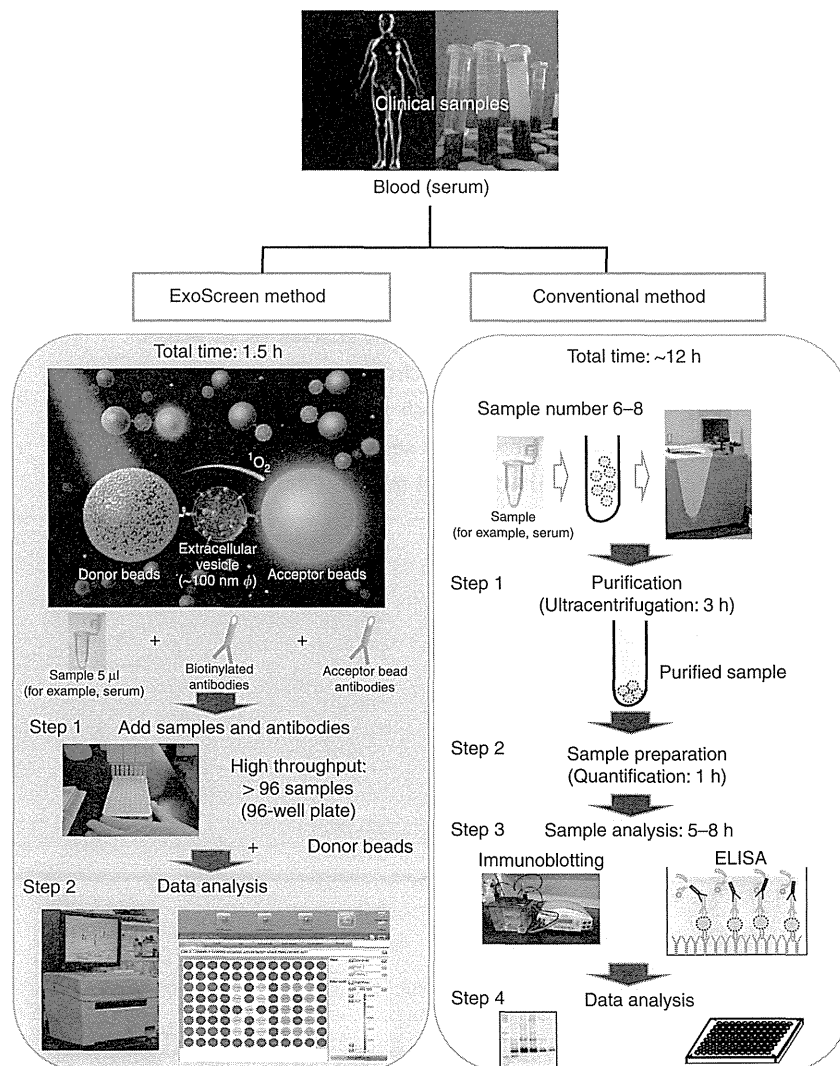 Clinical samples
Blood (serum)
ExoScreen method
Total time: 1.5 h
¹O₂
Donor beads
Extracellular
vesicle
(~100 nm ϕ)
Acceptor beads
Sample 5 µl
(for example, serum)
+
Biotinylated
antibodies
+
Acceptor bead
antibodies
Step 1
Add samples and antibodies
High throughput:
> 96 samples
(96-well plate)
+
Donor beads
Step 2
Data analysis
Conventional method
Total time: ~12 h
Sample number 6–8
Sample
(for example, serum)
Step 1
Purification
(Ultracentrifugation: 3 h)
Purified sample
Step 2
Sample preparation
(Quantification: 1 h)
Step 3
Sample analysis: 5–8 h
Immunoblotting
ELISA
Step 4
Data analysis